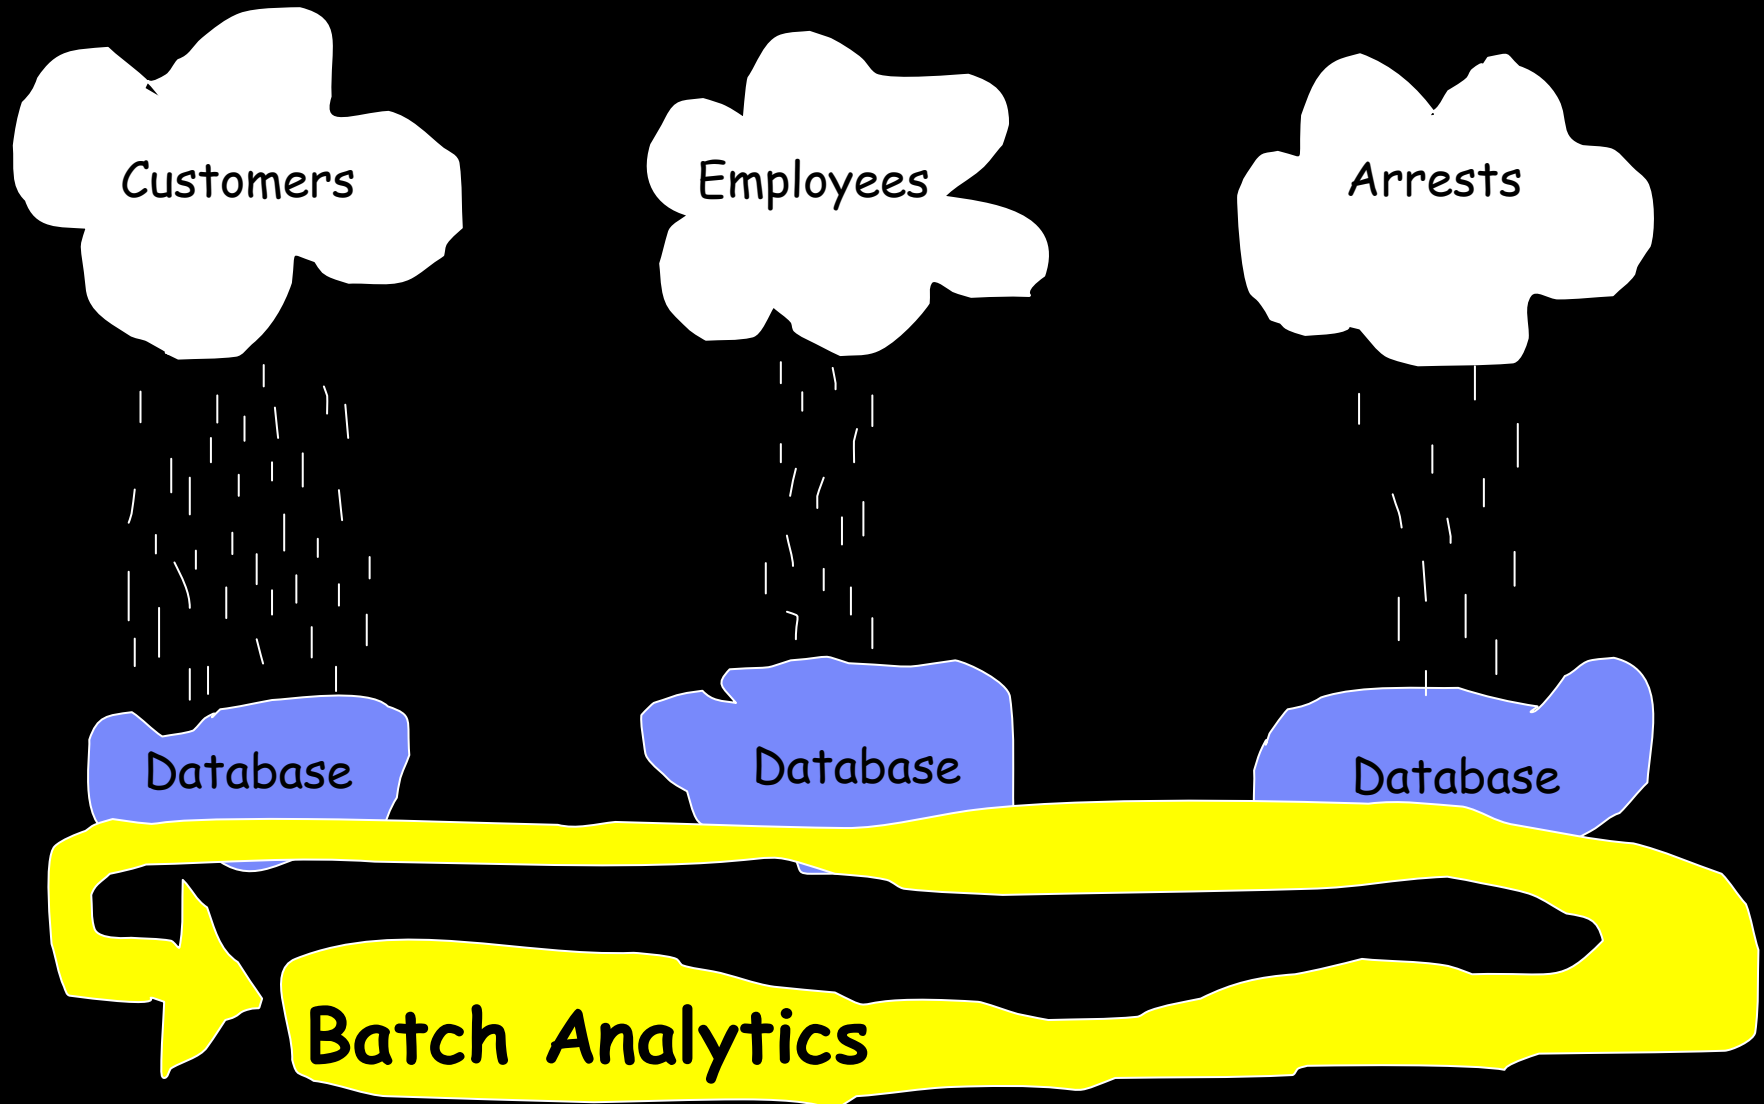 Customers
Employees
Arrests
Database
Database
Database
Batch Analytics